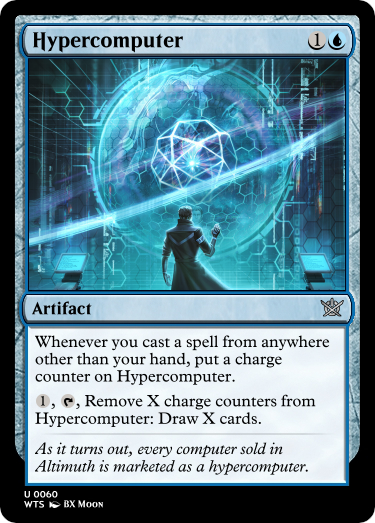 Hypercomputer 1
Artifact
Whenever you cast a spell from anywhere
other than your hand, put a charge
counter on Hypercomputer.
1, , Remove X charge counters from
Hypercomputer: Draw X cards.
As it turns out, every computer sold in
Altimuth is marketed as a hypercomputer.
U 0060
WTS BX Moon